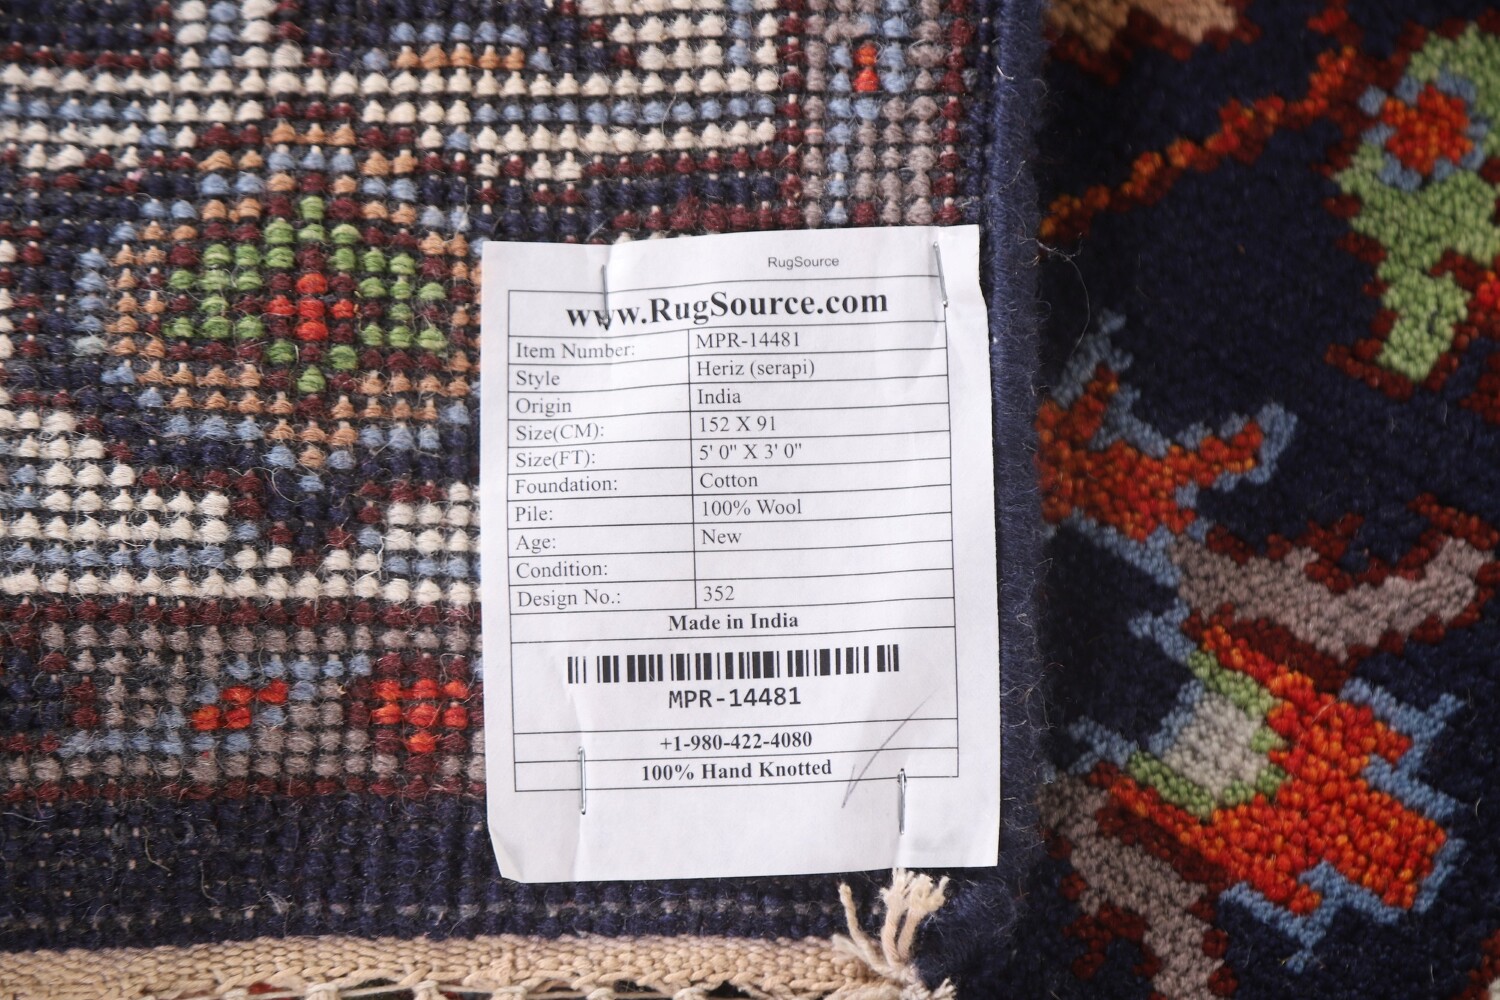 RugSource
www.RugSource.com
Item Number: MPR-14481
Style Heriz (serapi)
Origin India
Size(CM): 152 X 91
Size(FT): 5' 0" X 3' 0"
Foundation: Cotton
Pile: 100% Wool
Age: New
Condition:
Design No.: 352
Made in India
MPR-14481
+1-980-422-4080
100% Hand Knotted